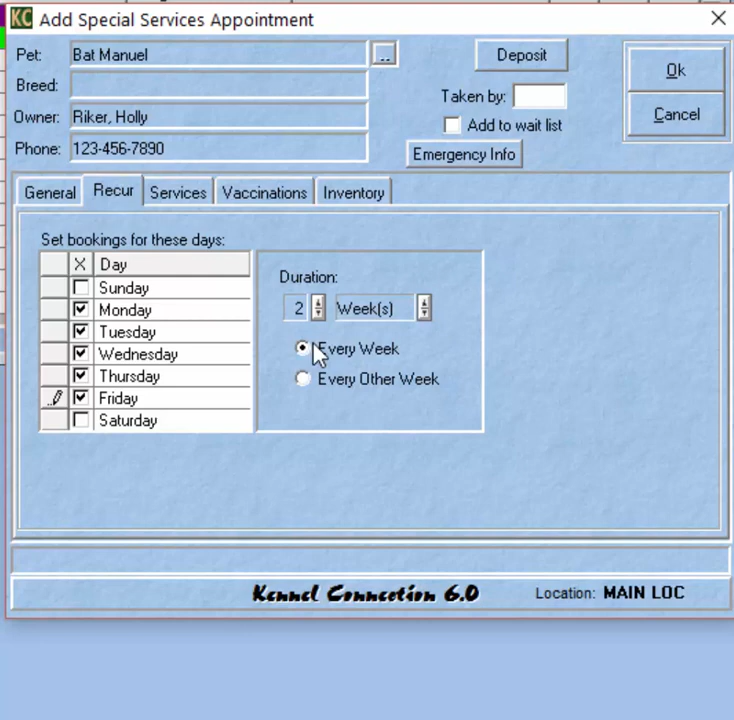 KC Add Special Services Appointment
Pet: Bat Manuel .. Deposit Ok
Breed:
Taken by:
Owner: Riker, Holly Add to wait list Cancel
Phone: 123-456-7890 Emergency Info
General Recur Services Vaccinations Inventory
Set bookings for these days:
X Day
Sunday
Monday
Tuesday
Wednesday
Thursday
Friday
Saturday
Duration:
2 Week(s)
Every Week
Every Other Week
Kennel Connection 6.0 Location: MAIN LOC